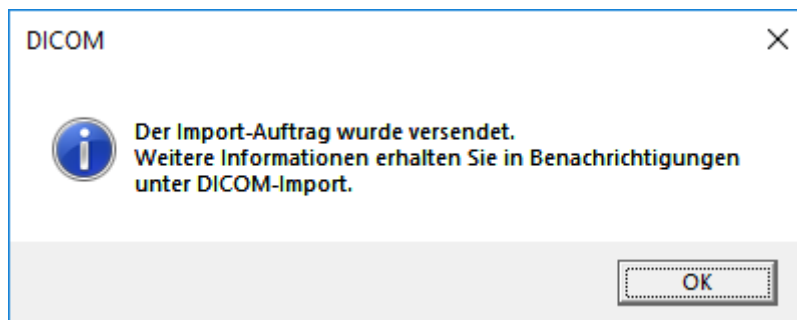 DICOM
Der Import-Auftrag wurde versendet.
Weitere Informationen erhalten Sie in Benachrichtigungen
unter DICOM-Import.
OK